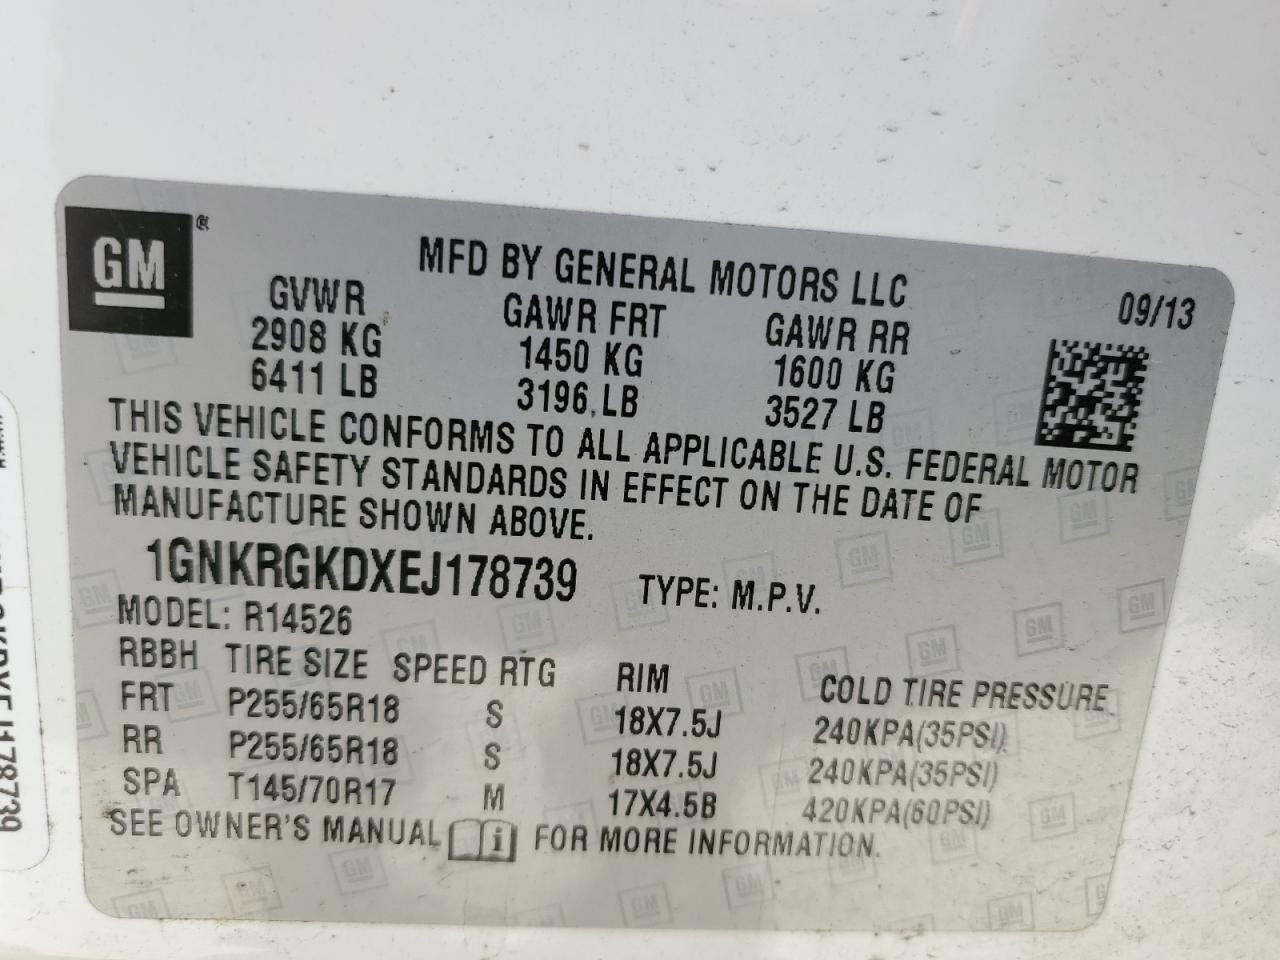 GM®
MFD BY GENERAL MOTORS LLC
09/13
GVWR GAWR FRT GAWR RR
2908 KG 1450 KG 1600 KG
6411 LB 3196 LB 3527 LB
THIS VEHICLE CONFORMS TO ALL APPLICABLE U.S. FEDERAL MOTOR
VEHICLE SAFETY STANDARDS IN EFFECT ON THE DATE OF
MANUFACTURE SHOWN ABOVE.
1GNKRGKDXEJ178739 TYPE: M.P.V.
MODEL: R14526
RBBH TIRE SIZE SPEED RTG RIM COLD TIRE PRESSURE
FRT P255/65R18 S 18X7.5J 240KPA(35PSI)
RR P255/65R18 S 18X7.5J 240KPA(35PSI)
SPA T145/70R17 M 17X4.5B 420KPA(60PSI)
SEE OWNER'S MANUAL i FOR MORE INFORMATION.